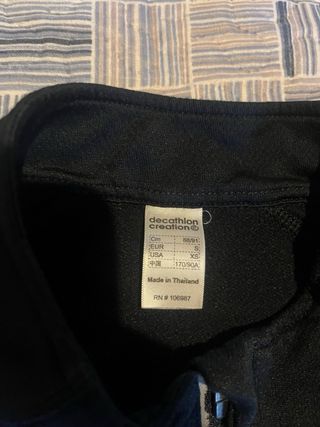 decathlon
creation
Cm 88/91
EUR S
USA XS
中国 170/90A
Made in Thailand
RN # 106987